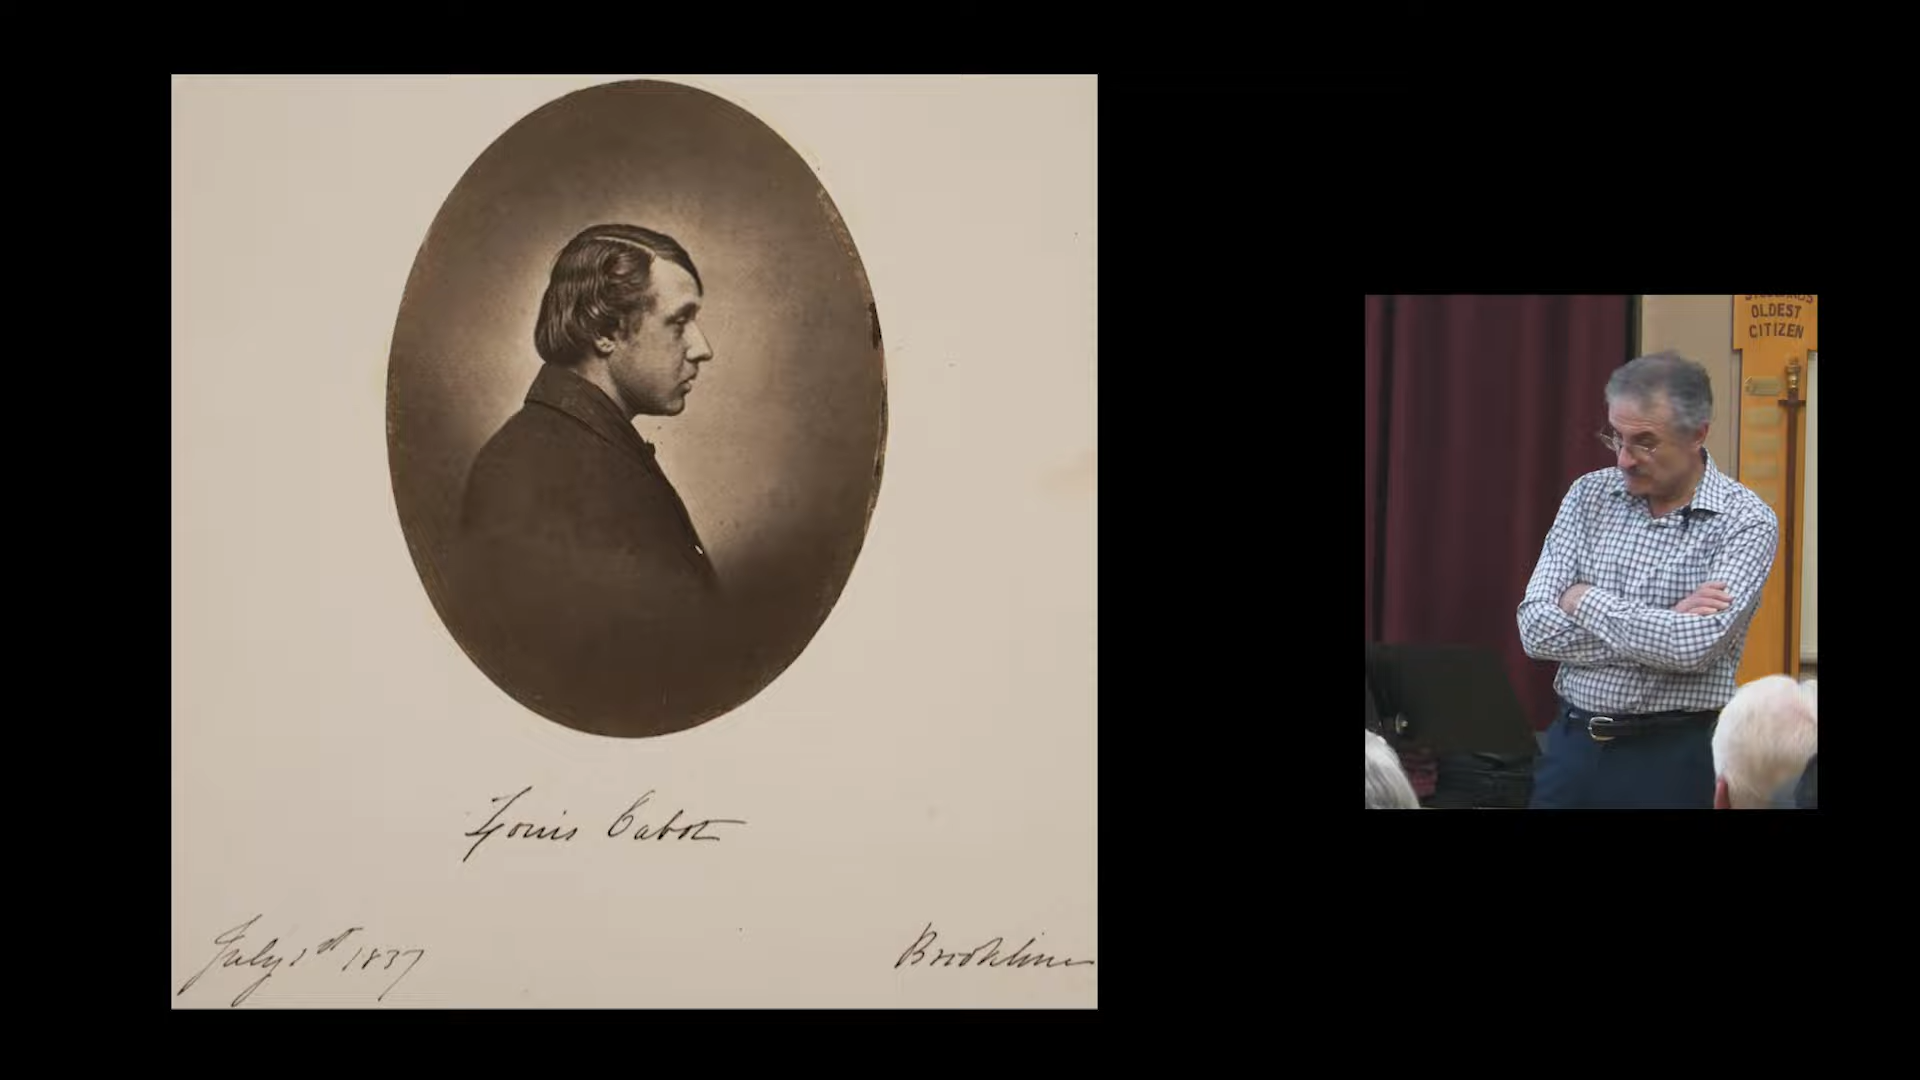 Louis Cabot
July 1st 1837
Brookline
OLDEST
CITIZEN